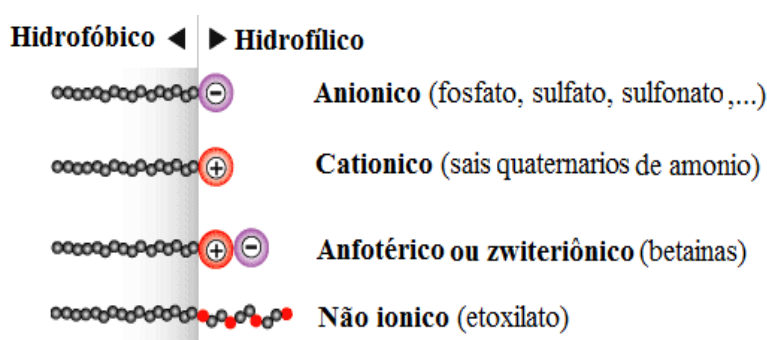 Hidrofóbico ◀ ▶ Hidrofílico
− Anionico (fosfato, sulfato, sulfonato,...)
+ Cationico (sais quaternarios de amonio)
+ − Anfotérico ou zwiteriônico (betainas)
Não ionico (etoxilato)